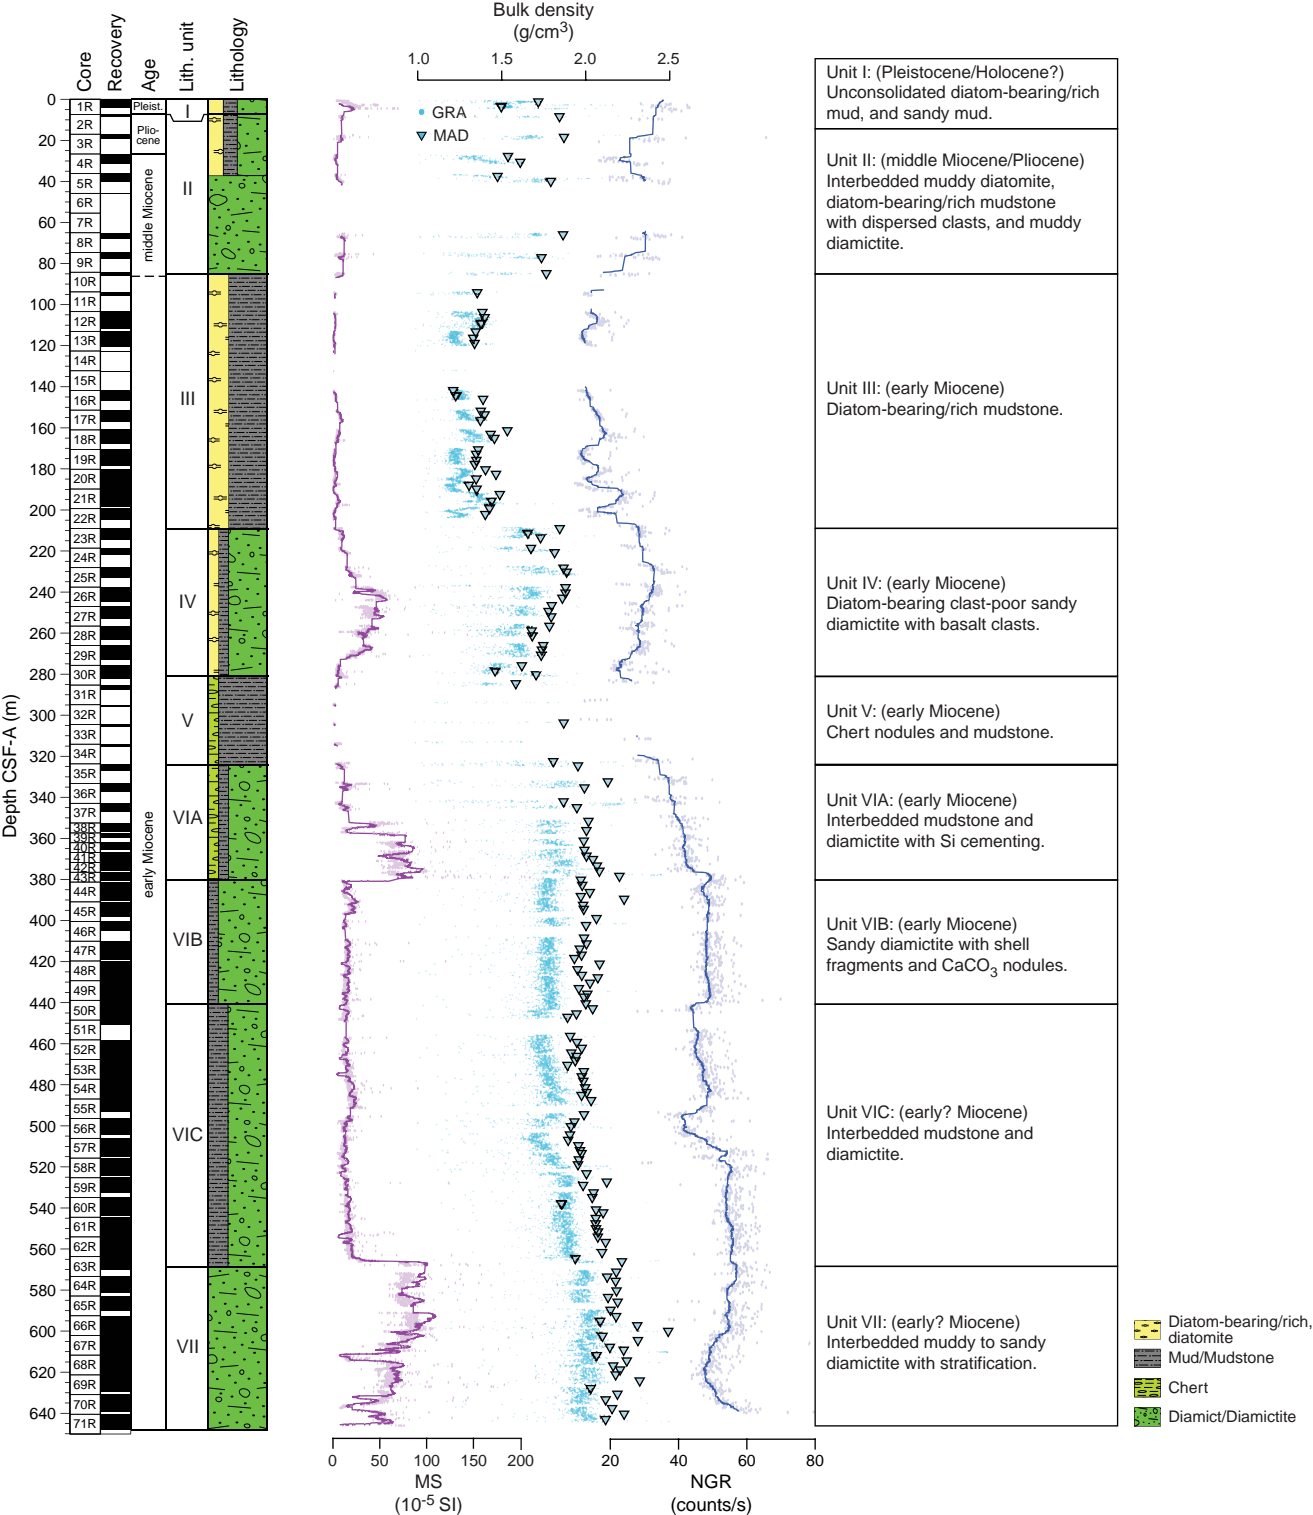 Bulk density
(g/cm3)
1.0 1.5 2.0 2.5
Core
Recovery
Age
Lith. unit
Lithology
GRA
MAD
Depth CSF-A (m)
0
20
40
60
80
100
120
140
160
180
200
220
240
260
280
300
320
340
360
380
400
420
440
460
480
500
520
540
560
580
600
620
640
1R
2R
3R
4R
5R
6R
7R
8R
9R
10R
11R
12R
13R
14R
15R
16R
17R
18R
19R
20R
21R
22R
23R
24R
25R
26R
27R
28R
29R
30R
31R
32R
33R
34R
35R
36R
37R
38R
39R
40R
41R
42R
43R
44R
45R
46R
47R
48R
49R
50R
51R
52R
53R
54R
55R
56R
57R
58R
59R
60R
61R
62R
63R
64R
65R
66R
67R
68R
69R
70R
71R
Pleist.
Plio-
cene
middle Miocene
early Miocene
I
II
III
IV
V
VIA
VIB
VIC
VII
Unit I: (Pleistocene/Holocene?)
Unconsolidated diatom-bearing/rich
mud, and sandy mud.
Unit II: (middle Miocene/Pliocene)
Interbedded muddy diatomite,
diatom-bearing/rich mudstone
with dispersed clasts, and muddy
diamictite.
Unit III: (early Miocene)
Diatom-bearing/rich mudstone.
Unit IV: (early Miocene)
Diatom-bearing clast-poor sandy
diamictite with basalt clasts.
Unit V: (early Miocene)
Chert nodules and mudstone.
Unit VIA: (early Miocene)
Interbedded mudstone and
diamictite with Si cementing.
Unit VIB: (early Miocene)
Sandy diamictite with shell
fragments and CaCO3 nodules.
Unit VIC: (early? Miocene)
Interbedded mudstone and
diamictite.
Unit VII: (early? Miocene)
Interbedded muddy to sandy
diamictite with stratification.
Diatom-bearing/rich,
diatomite
Mud/Mudstone
Chert
Diamict/Diamictite
0 50 100 150 200
MS
(10-5 SI)
20 40 60 80
NGR
(counts/s)